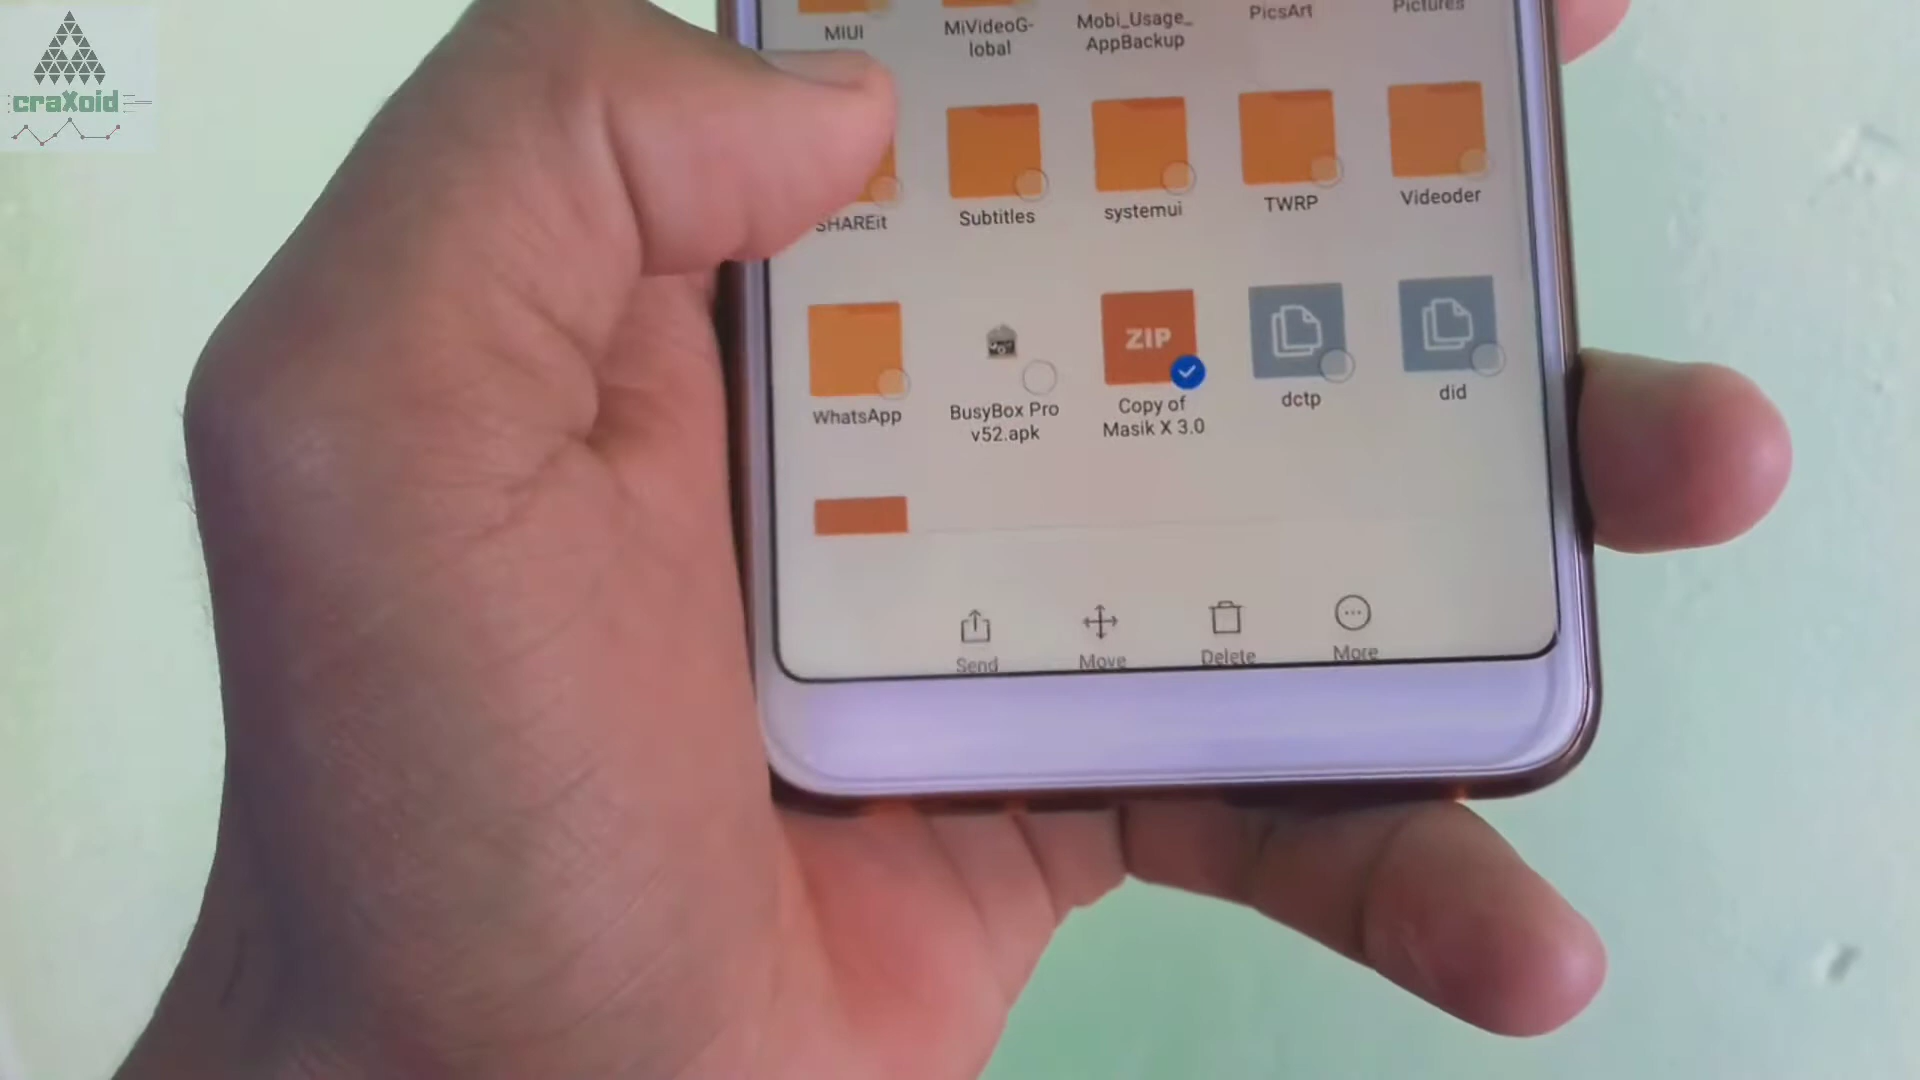 craXoid
MIUI
MiVideoG-
lobal
Mobi_Usage_
AppBackup
PicsArt
Pictures
SHAREit
Subtitles
systemui
TWRP
Videoder
WhatsApp
BusyBox Pro
v52.apk
ZIP
Copy of
Masik X 3.0
dctp
did
Send
Move
Delete
More